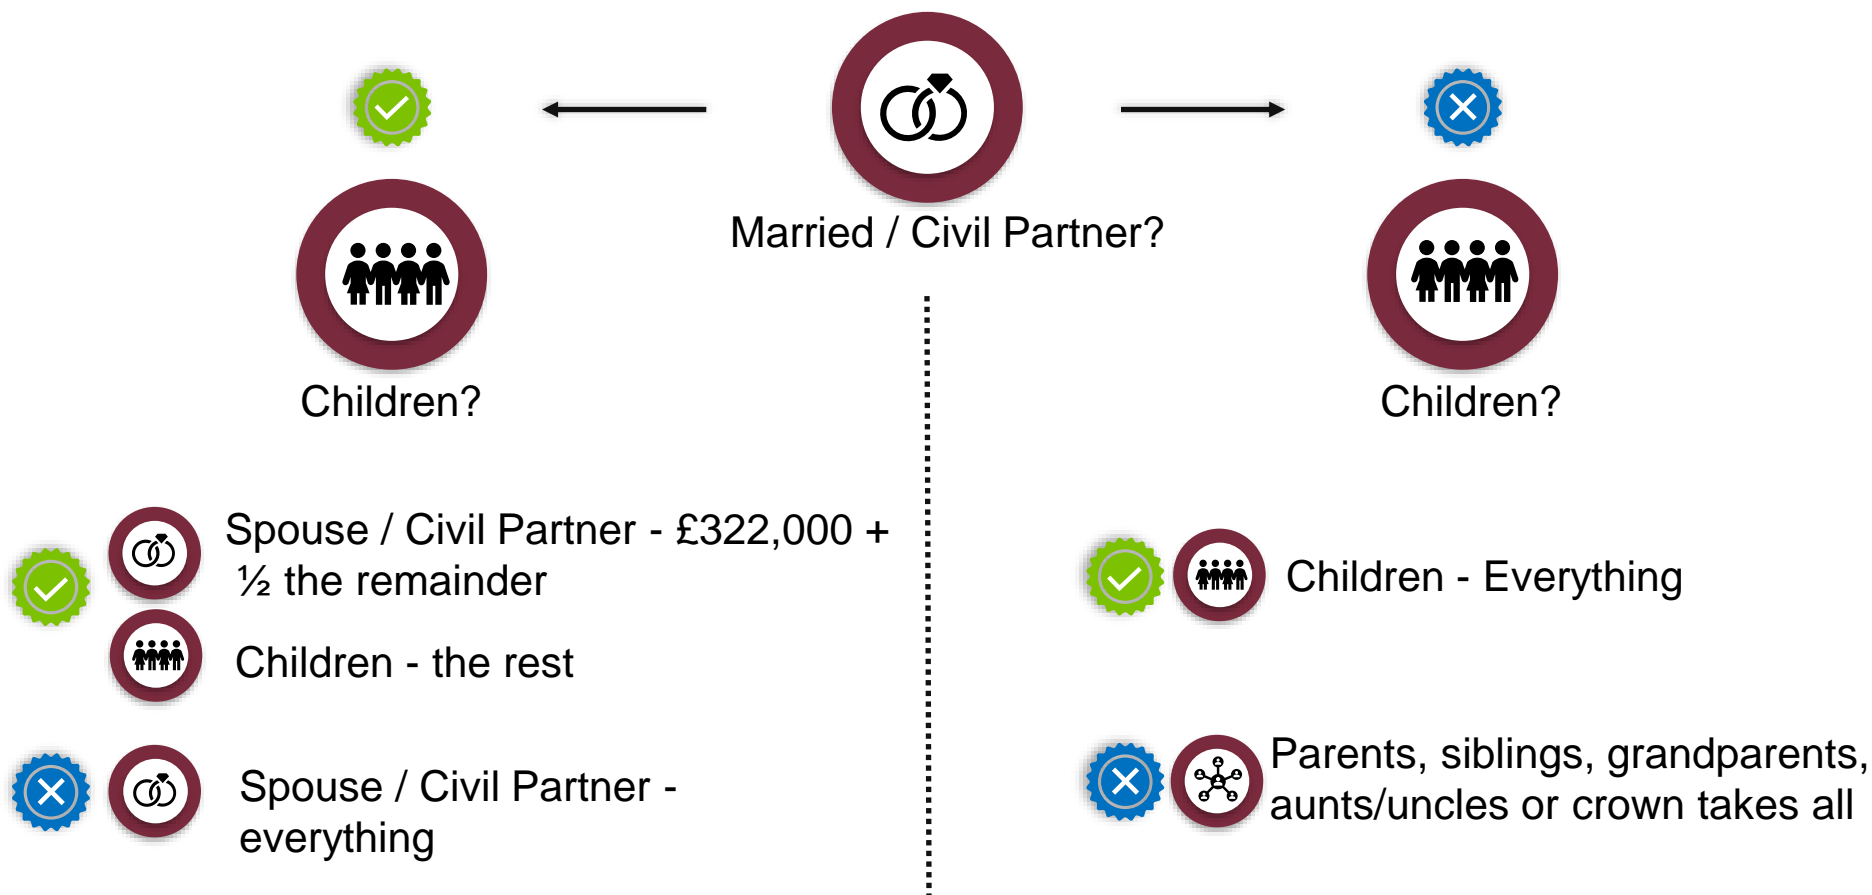 Married / Civil Partner?
Children?
Spouse / Civil Partner - £322,000 +
½ the remainder
Children - the rest
Spouse / Civil Partner -
everything
Children?
Children - Everything
Parents, siblings, grandparents,
aunts/uncles or crown takes all